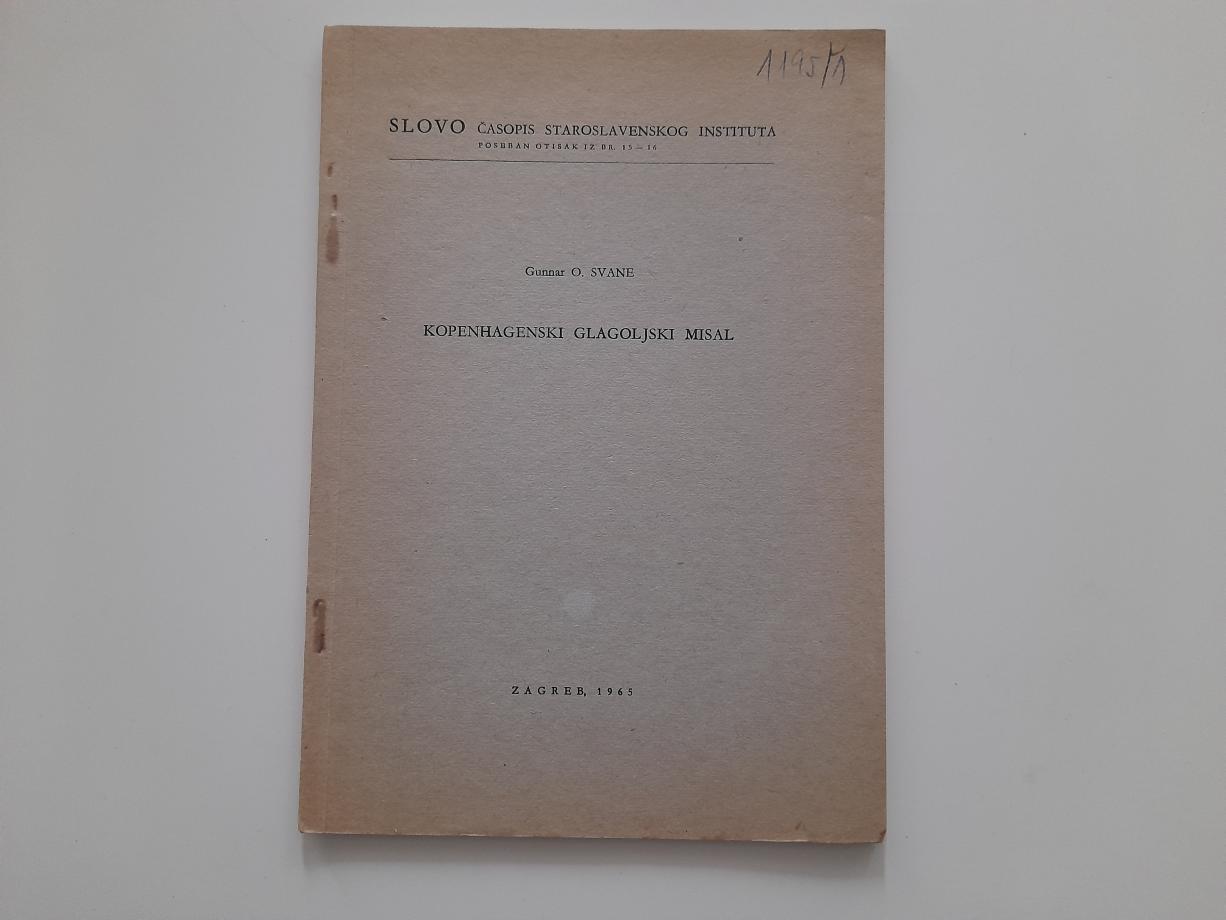 1195/1
SLOVO ČASOPIS STAROSLAVENSKOG INSTITUTA
POSEBAN OTISAK IZ BR. 15 — 16
Gunnar O. SVANE
KOPENHAGENSKI GLAGOLJSKI MISAL
ZAGREB, 1965